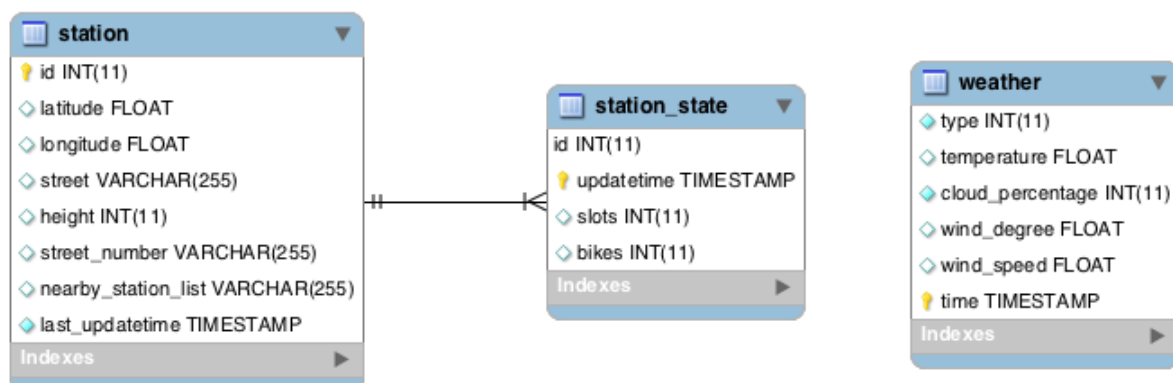 station
id INT(11)
latitude FLOAT
longitude FLOAT
street VARCHAR(255)
height INT(11)
street_number VARCHAR(255)
nearby_station_list VARCHAR(255)
last_updatetime TIMESTAMP
Indexes
station_state
id INT(11)
updatetime TIMESTAMP
slots INT(11)
bikes INT(11)
Indexes
weather
type INT(11)
temperature FLOAT
cloud_percentage INT(11)
wind_degree FLOAT
wind_speed FLOAT
time TIMESTAMP
Indexes